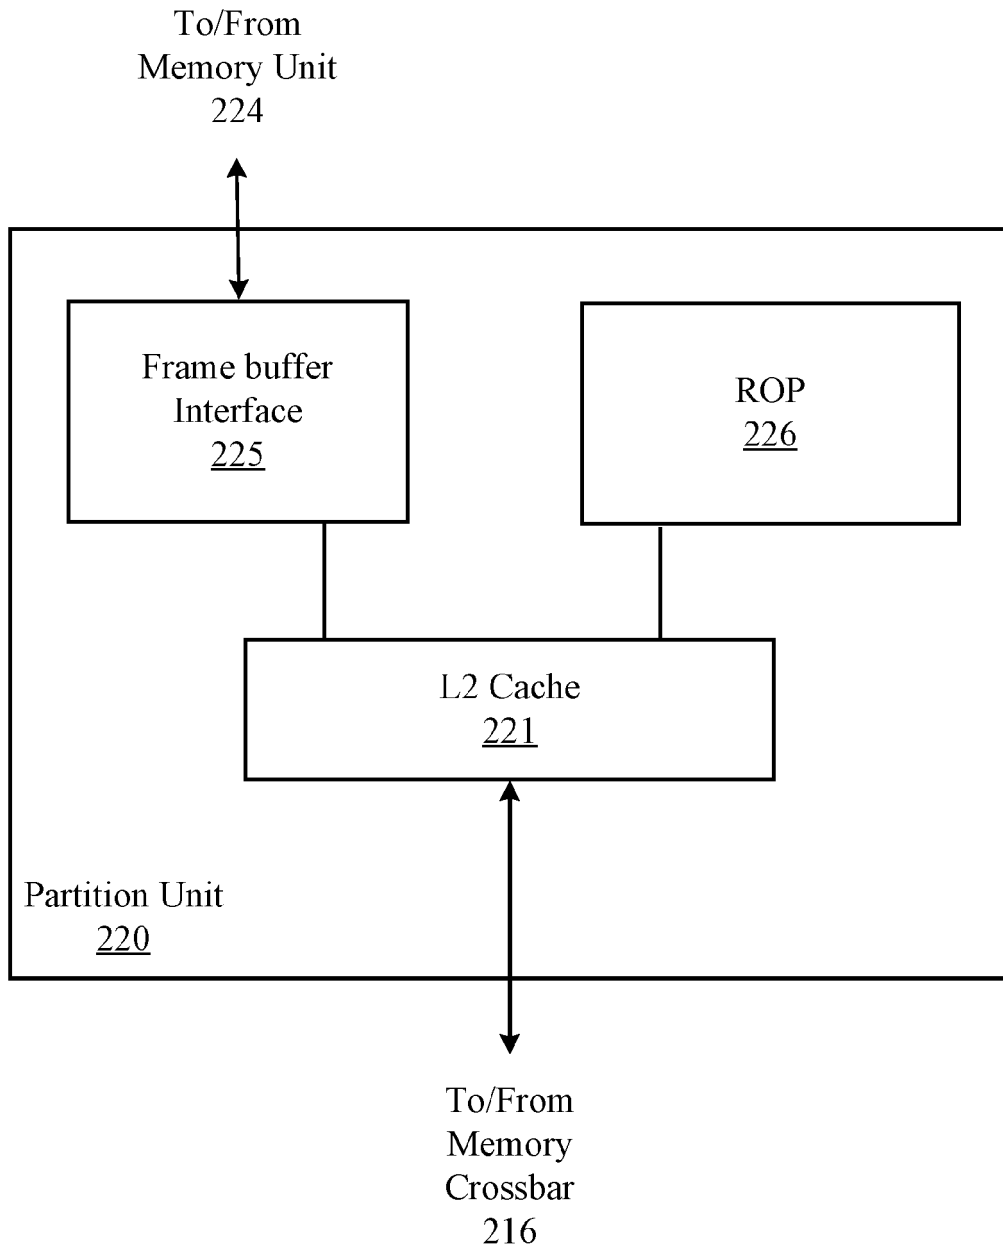 To/From
Memory Unit
224
Frame buffer
Interface
225
ROP
226
L2 Cache
221
Partition Unit
220
To/From
Memory
Crossbar
216